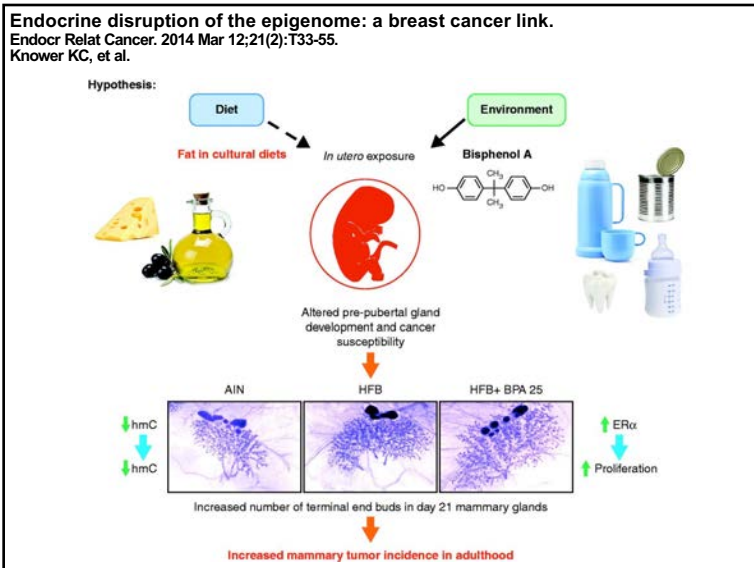 Endocrine disruption of the epigenome: a breast cancer link.
Endocr Relat Cancer. 2014 Mar 12;21(2):T33-55.
Knower KC, et al.
Hypothesis:
Diet
Environment
Fat in cultural diets
In utero exposure
Bisphenol A
CH3
HO
OH
CH3
Altered pre-pubertal gland
development and cancer
susceptibility
AIN
HFB
HFB+ BPA 25
hmC
ERα
hmC
Proliferation
Increased number of terminal end buds in day 21 mammary glands
Increased mammary tumor incidence in adulthood